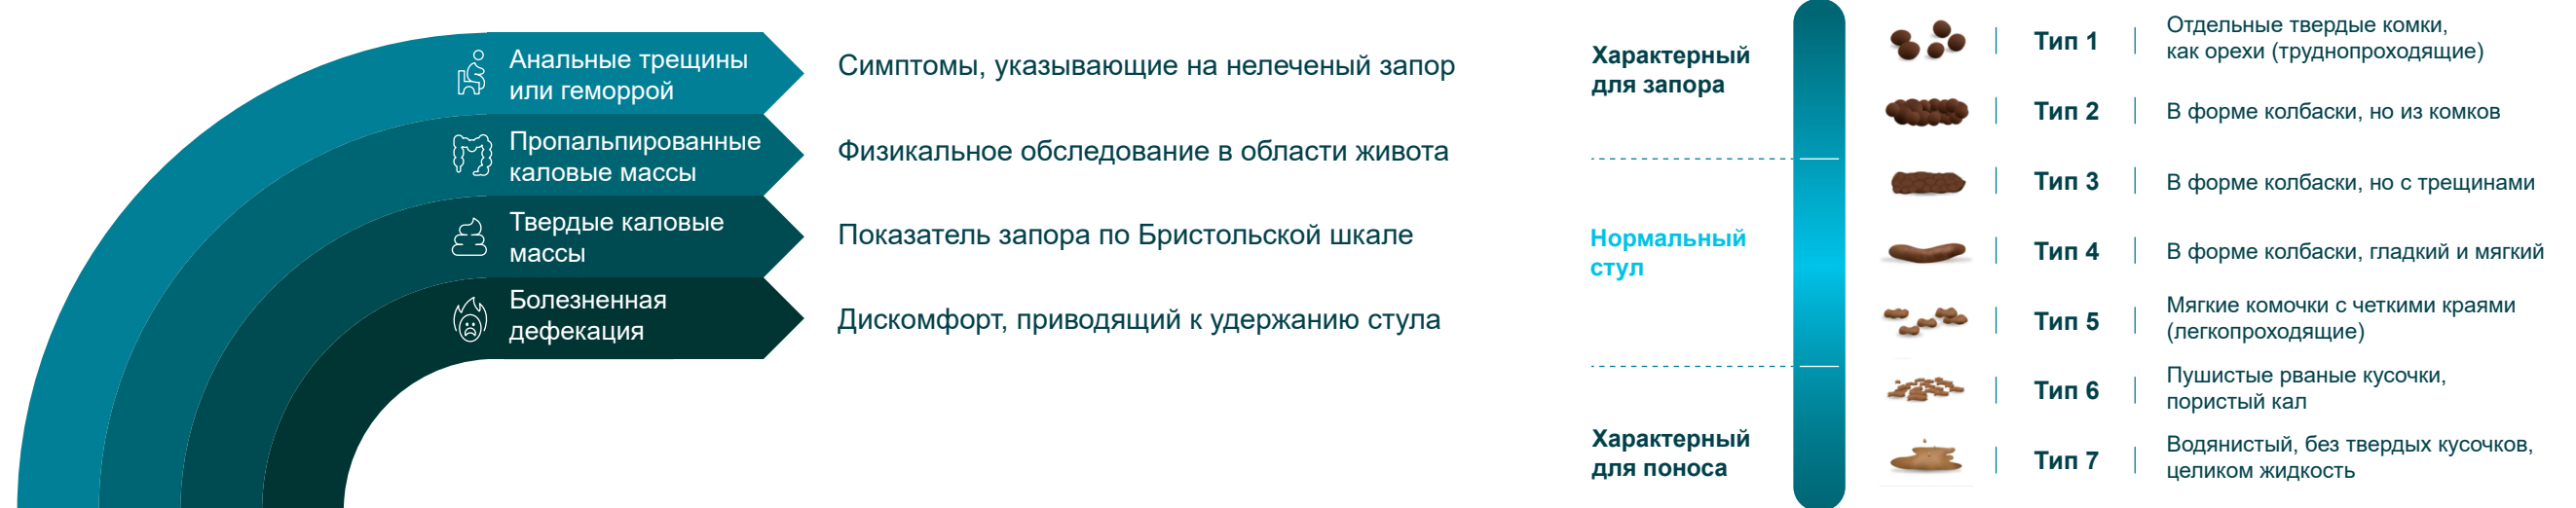 Анальные трещины
или геморрой
Симптомы, указывающие на нелеченый запор
Пропальпированные
каловые массы
Физикальное обследование в области живота
Твердые каловые
массы
Показатель запора по Бристольской шкале
Болезненная
дефекация
Дискомфорт, приводящий к удержанию стула
Характерный
для запора
Тип 1
Отдельные твердые комки,
как орехи (труднопроходящие)
Тип 2
В форме колбаски, но из комков
Нормальный
стул
Тип 3
В форме колбаски, но с трещинами
Тип 4
В форме колбаски, гладкий и мягкий
Тип 5
Мягкие комочки с четкими краями
(легкопроходящие)
Характерный
для поноса
Тип 6
Пушистые рваные кусочки,
пористый кал
Тип 7
Водянистый, без твердых кусочков,
целиком жидкость